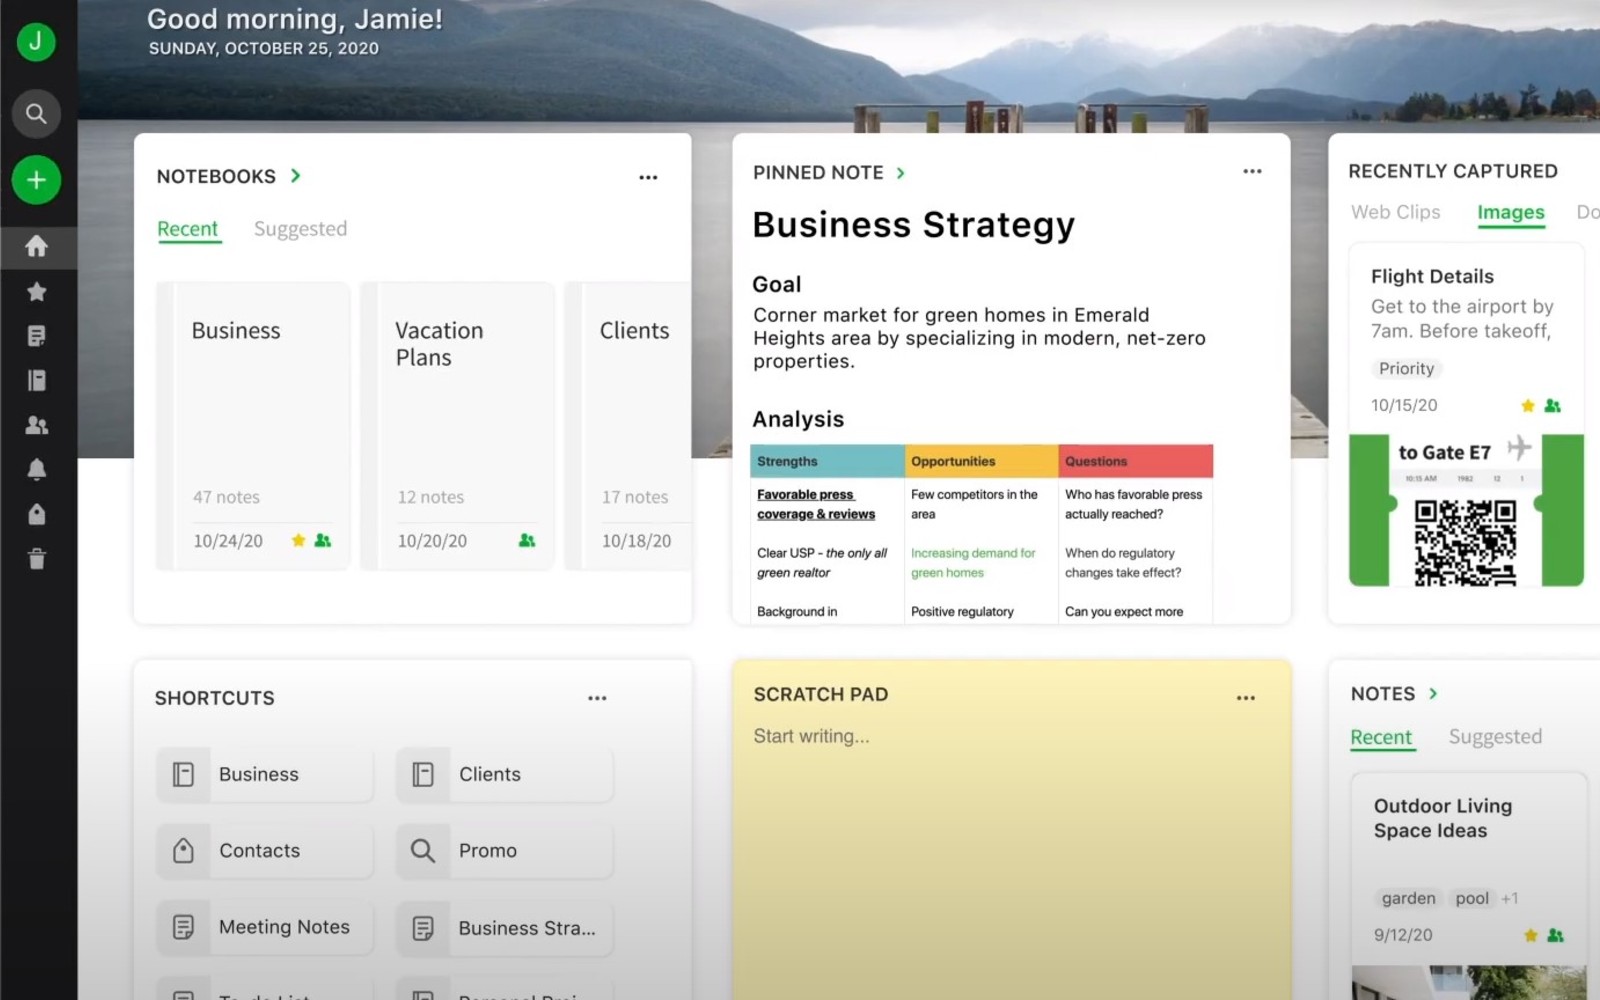 J
Good morning, Jamie!
SUNDAY, OCTOBER 25, 2020
NOTEBOOKS
Recent Suggested
Business
47 notes
10/24/20
Vacation
Plans
12 notes
10/20/20
Clients
17 notes
10/18/20
PINNED NOTE
Business Strategy
Goal
Corner market for green homes in Emerald
Heights area by specializing in modern, net-zero
properties.
Analysis
Strengths Opportunities Questions
Favorable press
coverage & reviews
Few competitors in the
area
Who has favorable press
actually reached?
Clear USP - the only all
green realtor
Increasing demand for
green homes
When do regulatory
changes take effect?
Background in
Positive regulatory
Can you expect more
RECENTLY CAPTURED
Web Clips Images Do
Flight Details
Get to the airport by
7am. Before takeoff,
Priority
10/15/20
to Gate E7
10:15 AM 1982 12 1
SHORTCUTS
Business Clients
Contacts Promo
Meeting Notes Business Stra...
SCRATCH PAD
Start writing...
NOTES
Recent Suggested
Outdoor Living
Space Ideas
garden pool +1
9/12/20